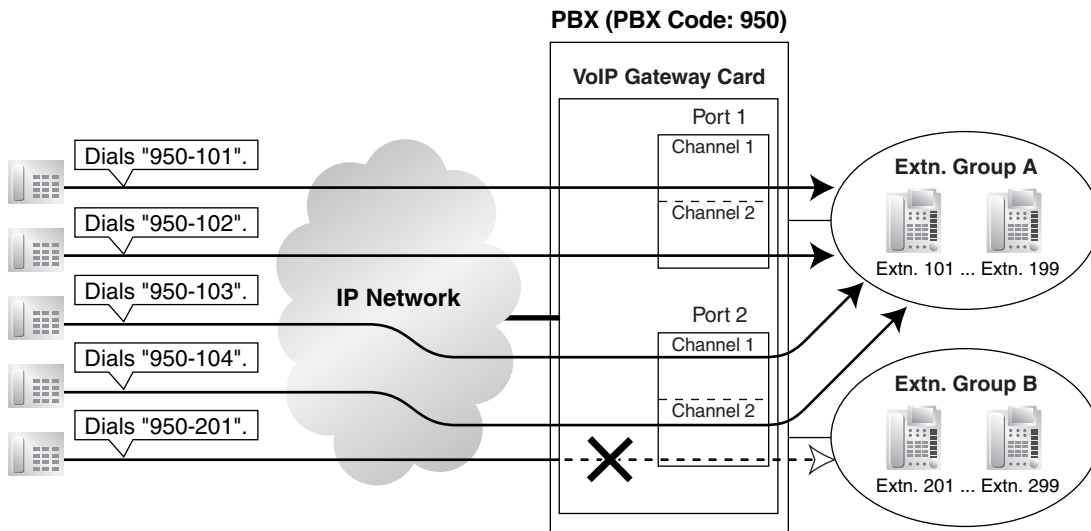 PBX (PBX Code: 950)
VoIP Gateway Card
Port 1
Channel 1
Channel 2
Dials "950-101".
Dials "950-102".
Dials "950-103".
Dials "950-104".
Dials "950-201".
IP Network
Port 2
Channel 1
Channel 2
Extn. Group A
Extn. 101 ... Extn. 199
Extn. Group B
Extn. 201 ... Extn. 299